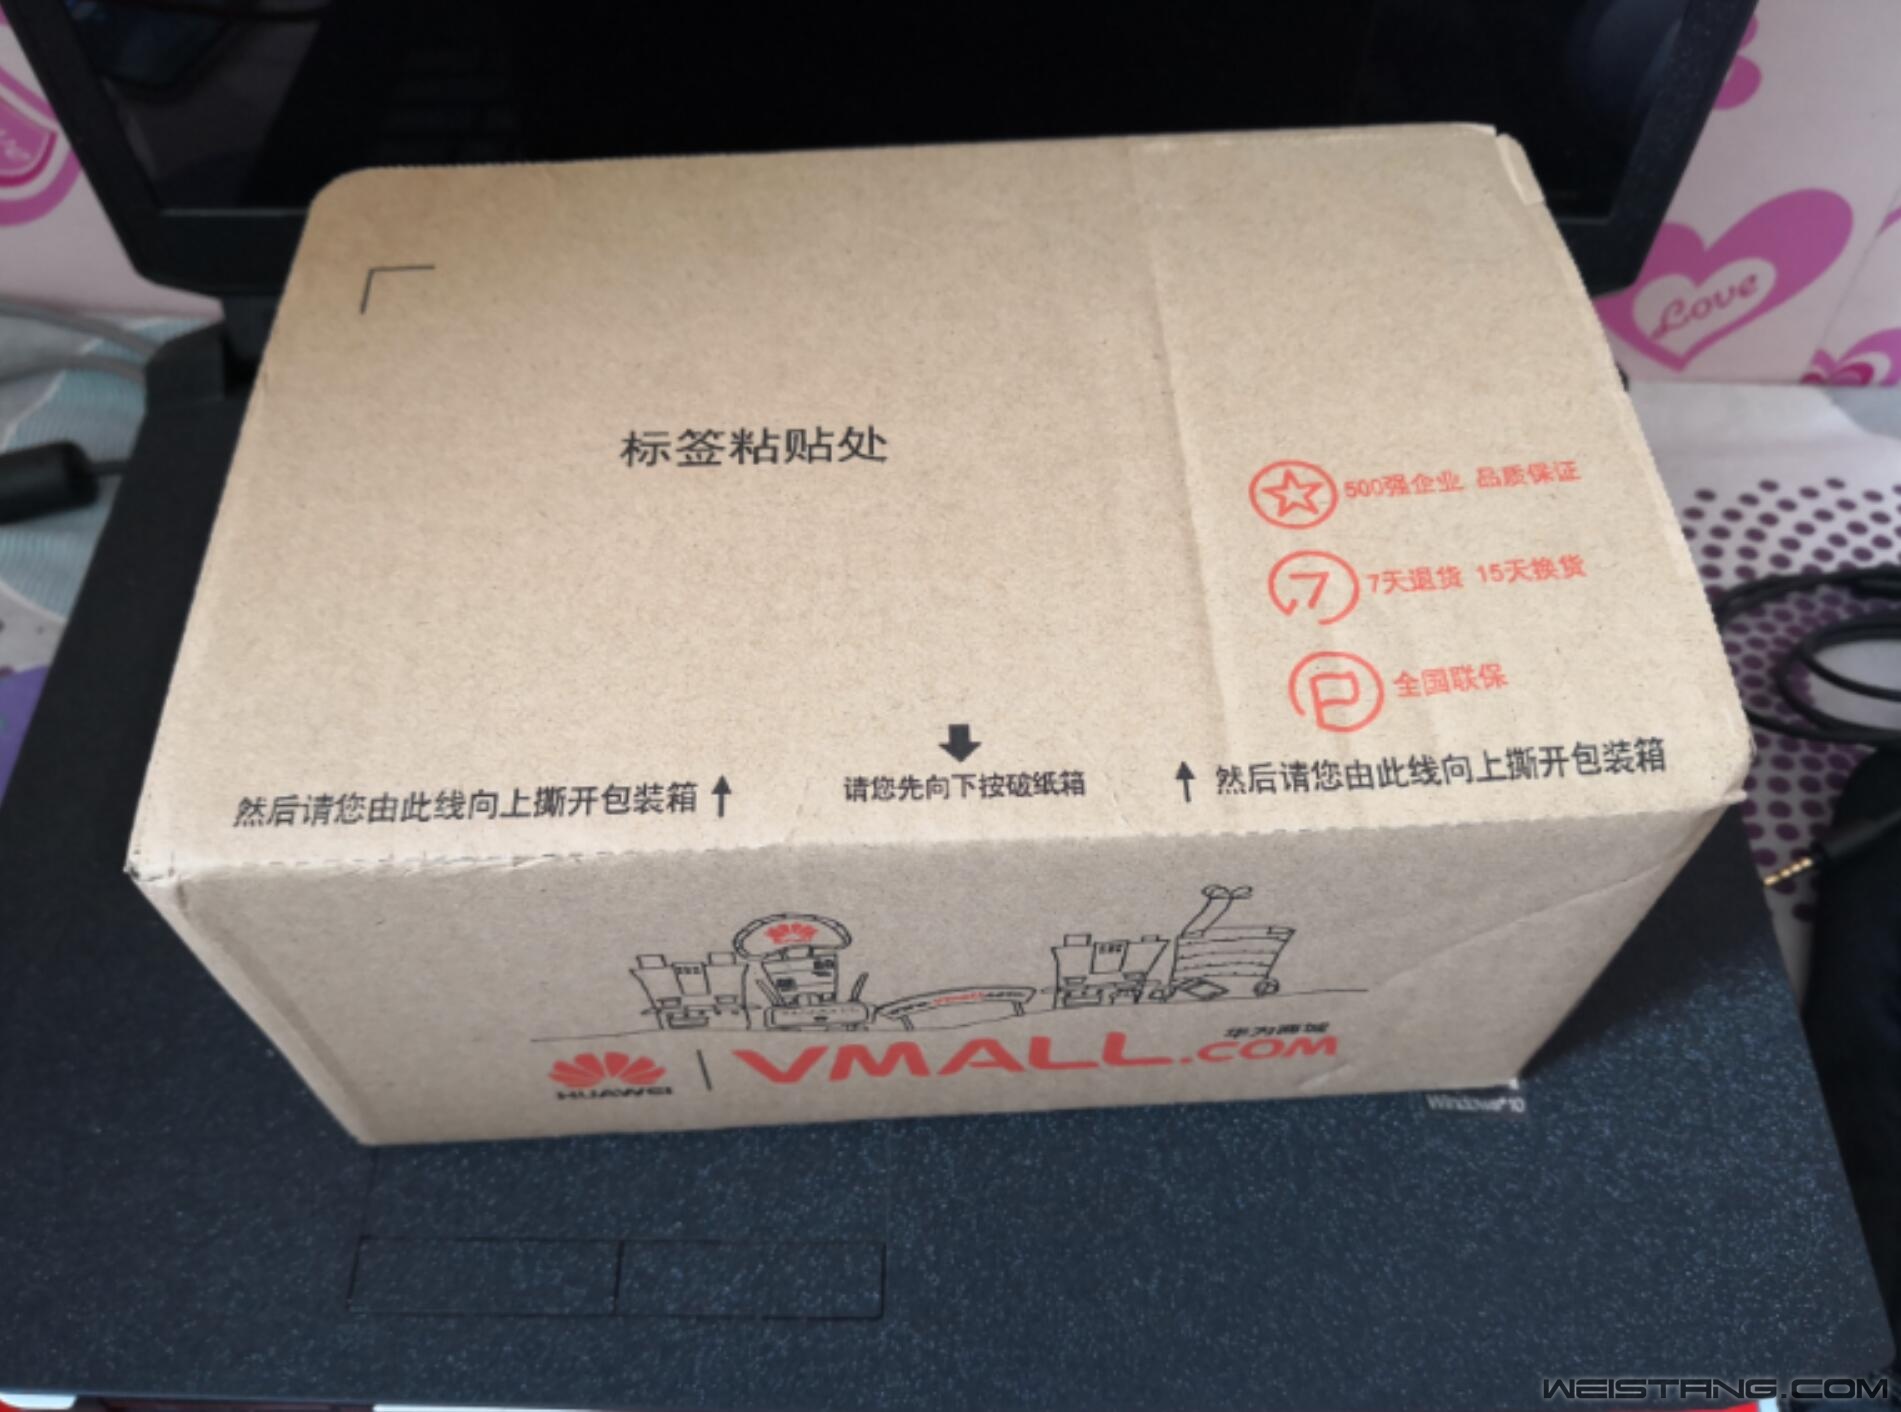 Love
标签粘贴处
500强企业 品质保证
7
7天退货 15天换货
全国联保
请您先向下按破纸箱
然后请您由此线向上撕开包装箱
然后请您由此线向上撕开包装箱
华为商城
HUAWEI
VMALL.COM
Windows 10
WEISTANG.COM